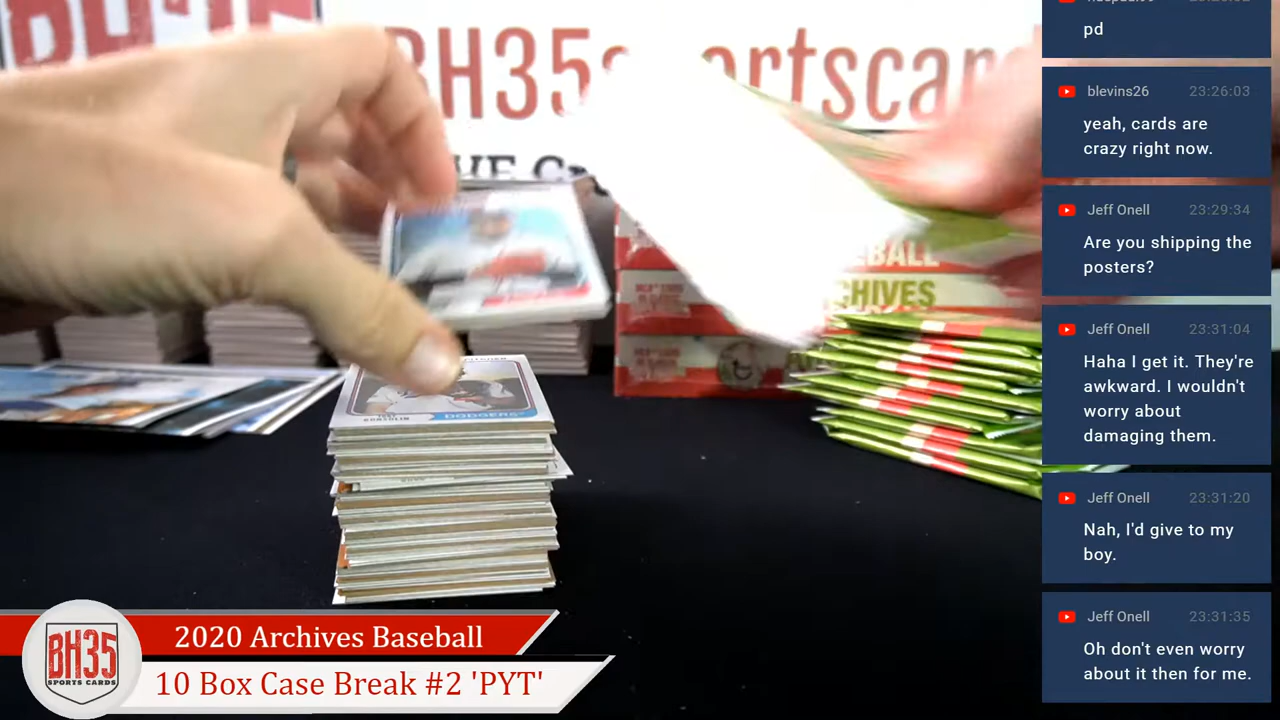 BH35
BH35sportscard
pd
blevins26 23:26:03
yeah, cards are
crazy right now.
Jeff Onell 23:29:34
Are you shipping the
posters?
Jeff Onell 23:31:04
Haha I get it. They're
awkward. I wouldn't
worry about
damaging them.
Jeff Onell 23:31:20
Nah, I'd give to my
boy.
Jeff Onell 23:31:35
Oh don't even worry
about it then for me.
DODGERS
BH35
SPORTS CARDS
2020 Archives Baseball
10 Box Case Break #2 'PYT'